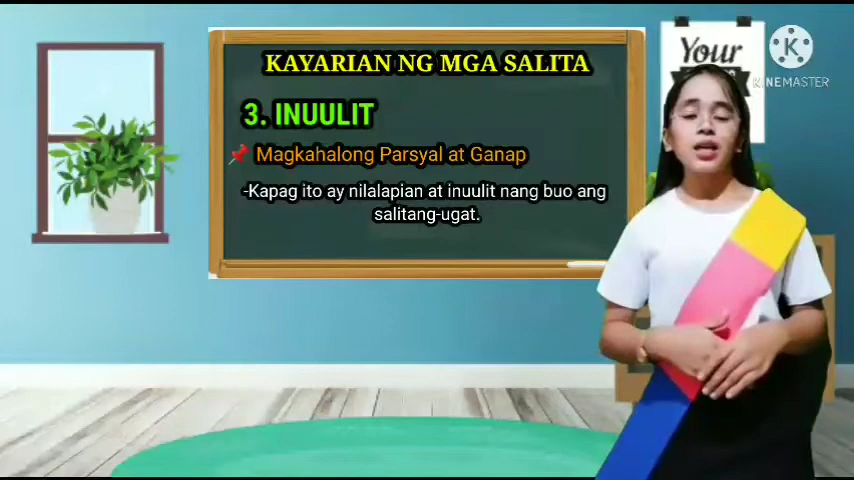 KAYARIAN NG MGA SALITA
3. INUULIT
Magkahalong Parsyal at Ganap
-Kapag ito ay nilalapian at inuulit nang buo ang
salitang-ugat.
Your
K
KINEMASTER